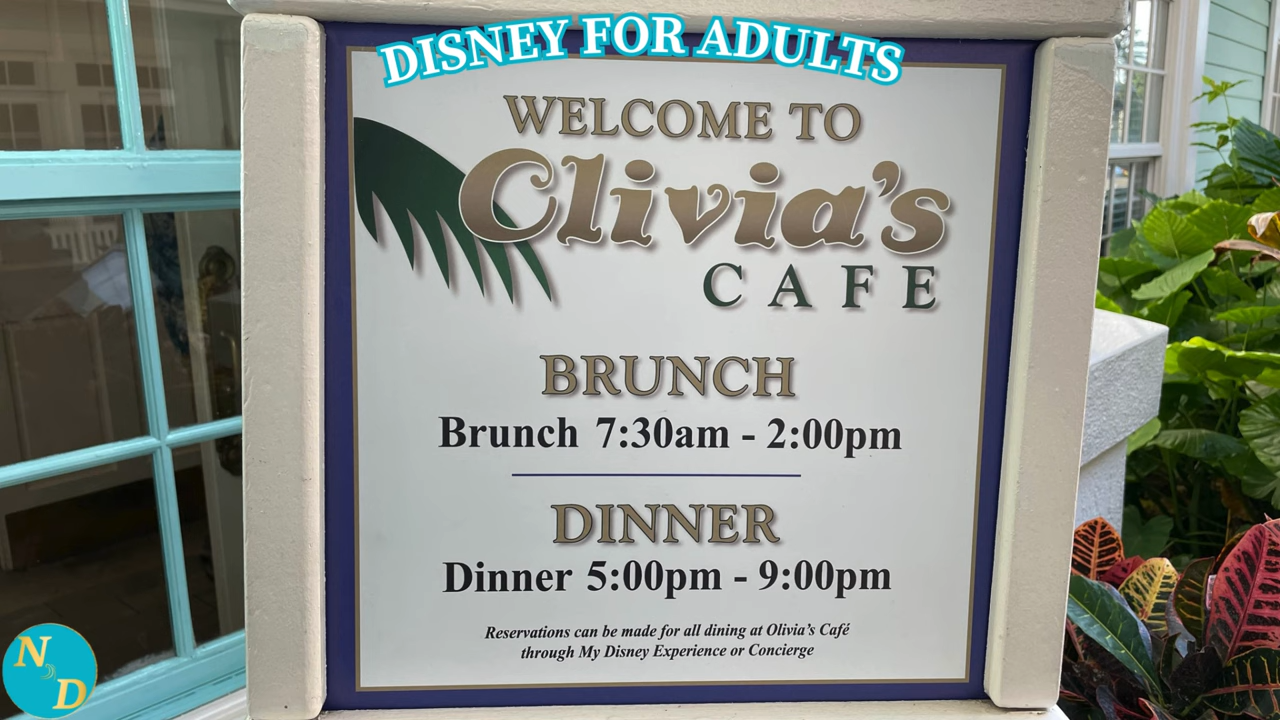 DISNEY FOR ADULTS
WELCOME TO
Olivia's
CAFE
BRUNCH
Brunch 7:30am - 2:00pm
DINNER
Dinner 5:00pm - 9:00pm
Reservations can be made for all dining at Olivia's Café
through My Disney Experience or Concierge
N
D